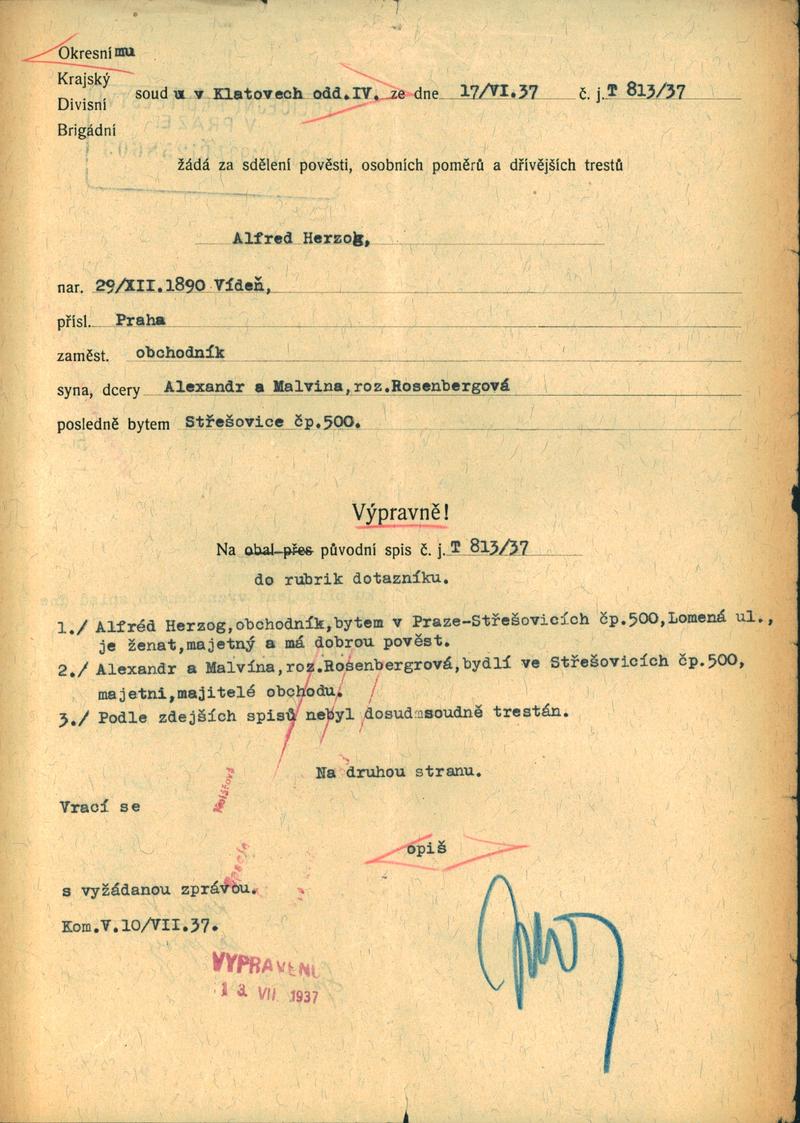 Okresnímu
Krajský
soud u v Klatovech odd.IV. ze dne 17/VI.37 č. j. T 813/37
Divisní
Brigádní
žádá za sdělení pověsti, osobních poměrů a dřívějších trestů
Alfred Herzog,
nar. 29/XII.1890 Vídeň,
přísl. Praha
zaměst. obchodník
syna, dcery Alexandr a Malvina,roz.Rosenbergová
posledně bytem Střešovice čp.500.
Výpravně!
Na obal přes původní spis č. j. T 813/37
do rubrik dotazníku.
1./ Alfréd Herzog,obchodník,bytem v Praze-Střešovicích čp.500,Lomená ul.,
je ženat,majetný a má dobrou pověst.
2./ Alexandr a Malvína,roz.Rosenbergrová,bydlí ve Střešovicích čp.500,
majetni,majitelé obchodu.
3./ Podle zdejších spisů nebyl dosud soudně trestán.
Na druhou stranu.
Vrací se
opiš
s vyžádanou zprávou.
Kom.V.10/VII.37.
VYPRAVENO
13 VII 1937